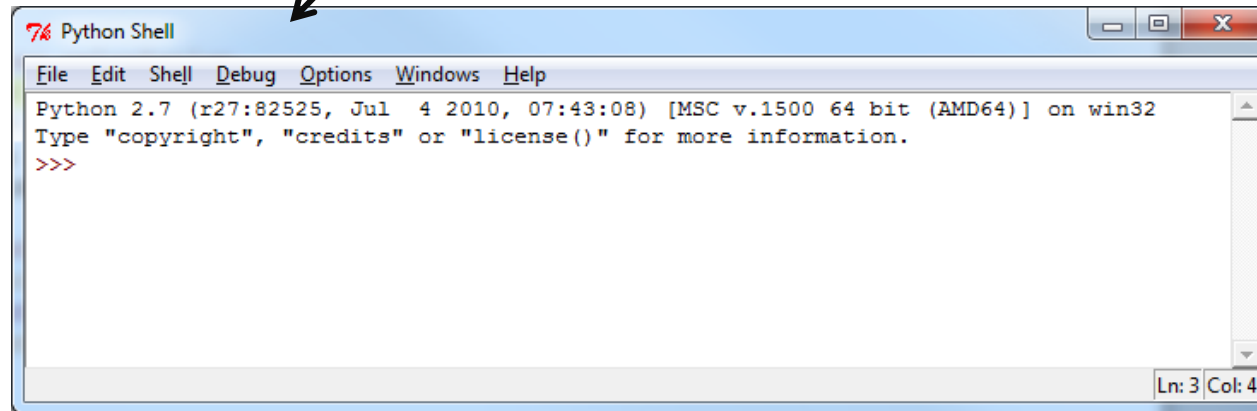 Python Shell
File Edit Shell Debug Options Windows Help
Python 2.7 (r27:82525, Jul  4 2010, 07:43:08) [MSC v.1500 64 bit (AMD64)] on win32
Type "copyright", "credits" or "license()" for more information.
>>>
Ln: 3 Col: 4